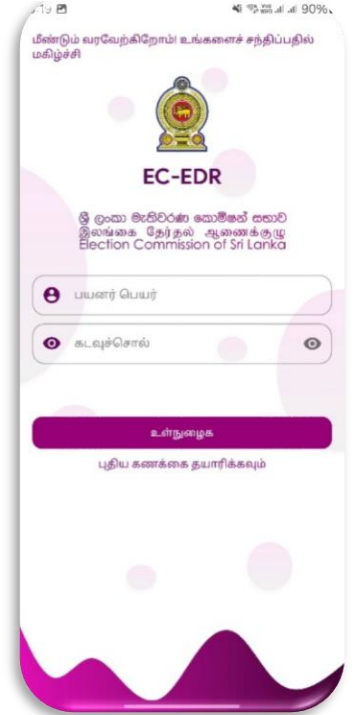 90%
மீண்டும் வரவேற்கிறோம்! உங்களைச் சந்திப்பதில்
மகிழ்ச்சி
EC-EDR
ශ්‍රී ලංකා මැතිවරණ කොමිෂන් සභාව
இலங்கை தேர்தல் ஆணைக்குழு
Election Commission of Sri Lanka
பயனர் பெயர்
கடவுச்சொல்
உள்நுழைக
புதிய கணக்கை தயாரிக்கவும்